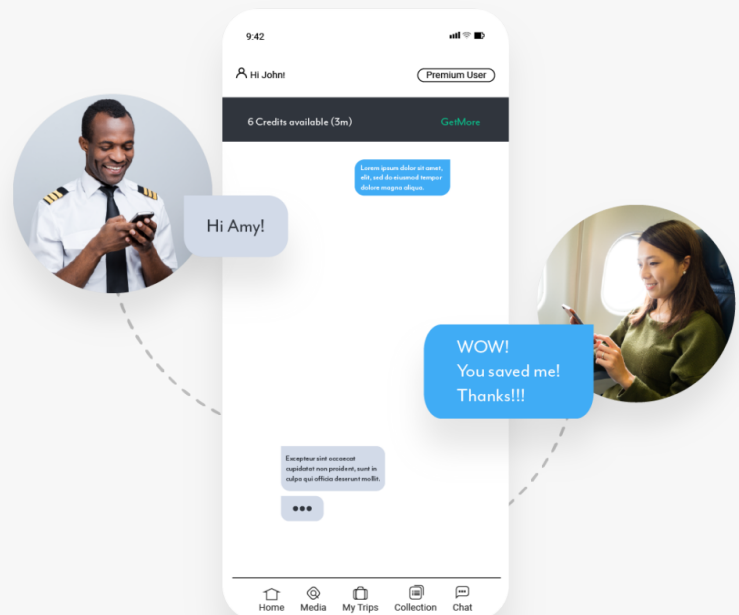 9:42
Hi John!
Premium User
6 Credits available (3m)
GetMore
Lorem ipsum dolor sit amet,
elit, sed do eiusmod tempor
dolore magna aliqua.
Hi Amy!
WOW!
You saved me!
Thanks!!!
Excepteur sint occaecat
cupidatat non proident, sunt in
culpa qui officia deserunt mollit.
Home
Media
My Trips
Collection
Chat